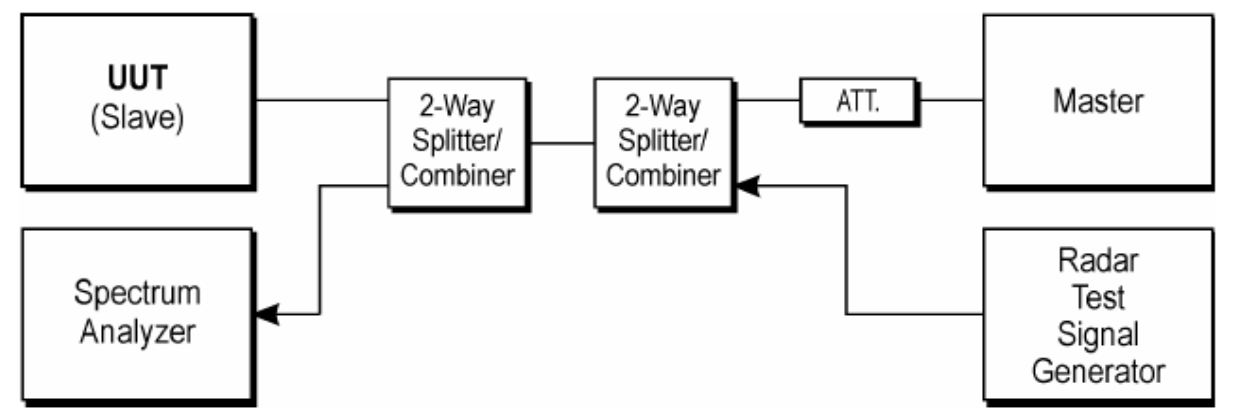 UUT
(Slave)
2-Way
Splitter/
Combiner
2-Way
Splitter/
Combiner
ATT.
Master
Spectrum
Analyzer
Radar
Test
Signal
Generator